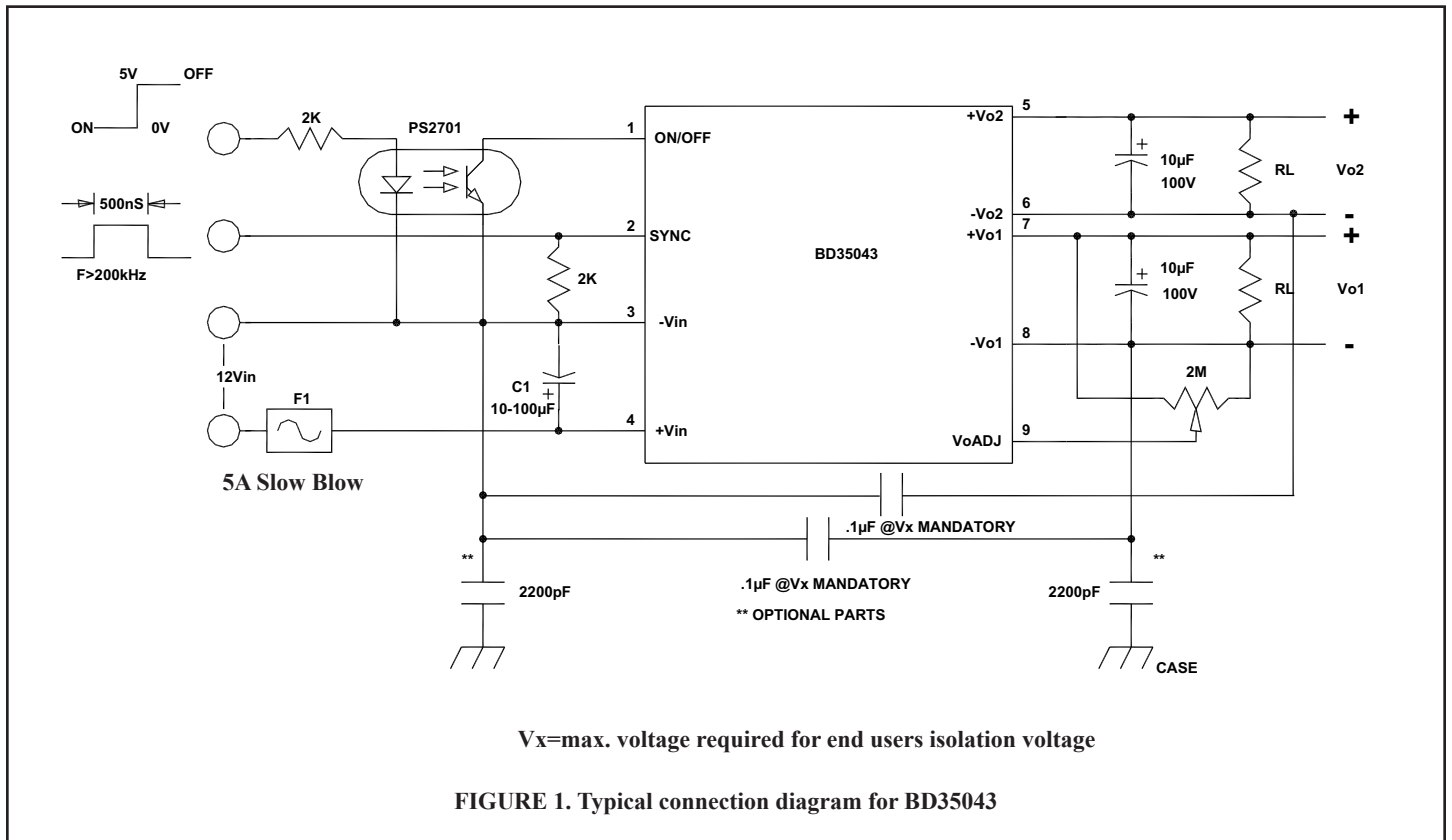 5V OFF
ON 0V
2K
PS2701
1 ON/OFF
500nS
F>200kHz
2 SYNC
2K
3 -Vin
12Vin
C1
+
10-100µF
F1
4 +Vin
5A Slow Blow
BD35043
+Vo2 5
+
10µF
100V
RL
+
Vo2
-
-Vo2 6
+Vo1 7
+
10µF
100V
RL
+
Vo1
-
-Vo1 8
2M
VoADJ 9
.1µF @Vx MANDATORY
.1µF @Vx MANDATORY
**
2200pF
** OPTIONAL PARTS
**
2200pF
CASE
Vx=max. voltage required for end users isolation voltage
FIGURE 1. Typical connection diagram for BD35043